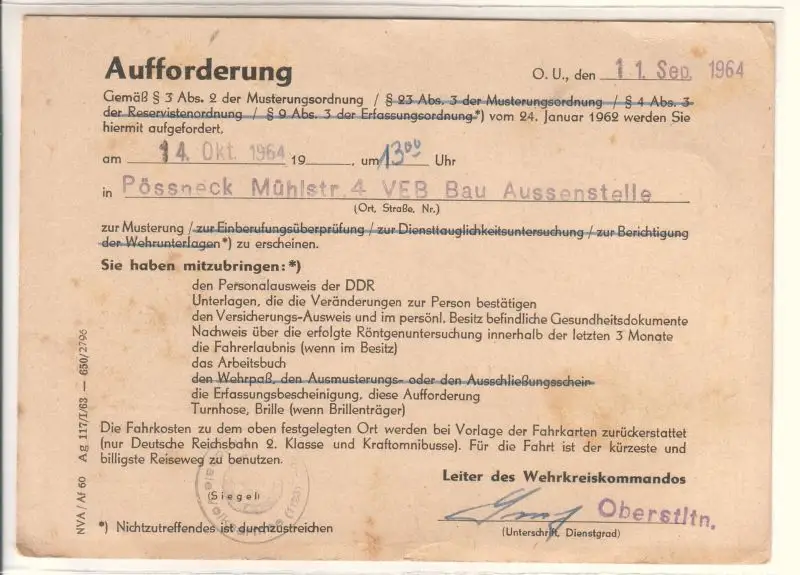 Aufforderung
O. U., den 11. Sep. 1964
Gemäß § 3 Abs. 2 der Musterungsordnung / § 23 Abs. 3 der Musterungsordnung / § 4 Abs. 3
der Reservistenordnung / § 9 Abs. 3 der Erfassungsordnung *) vom 24. Januar 1962 werden Sie
hiermit aufgefordert,
am 14. Okt. 1964 19 , um 13⁰⁰ Uhr
in Pössneck Mühlstr. 4 VEB Bau Aussenstelle
(Ort, Straße, Nr.)
zur Musterung / zur Einberufungsüberprüfung / zur Diensttauglichkeitsuntersuchung / zur Berichtigung
der Wehrunterlagen *) zu erscheinen.
Sie haben mitzubringen: *)
den Personalausweis der DDR
Unterlagen, die die Veränderungen zur Person bestätigen
den Versicherungs-Ausweis und im persönl. Besitz befindliche Gesundheitsdokumente
Nachweis über die erfolgte Röntgenuntersuchung innerhalb der letzten 3 Monate
die Fahrerlaubnis (wenn im Besitz)
das Arbeitsbuch
den Wehrpaß, den Ausmusterungs- oder den Ausschließungsschein
die Erfassungsbescheinigung, diese Aufforderung
Turnhose, Brille (wenn Brillenträger)
Die Fahrkosten zu dem oben festgelegten Ort werden bei Vorlage der Fahrkarten zurückerstattet
(nur Deutsche Reichsbahn 2. Klasse und Kraftomnibusse). Für die Fahrt ist der kürzeste und
billigste Reiseweg zu benutzen.
Leiter des Wehrkreiskommandos
(Siegel)
Oberstltn.
(Unterschrift, Dienstgrad)
*) Nichtzutreffendes ist durchzustreichen
NVA / Af 60 Ag 117/I/63 — 650/2796